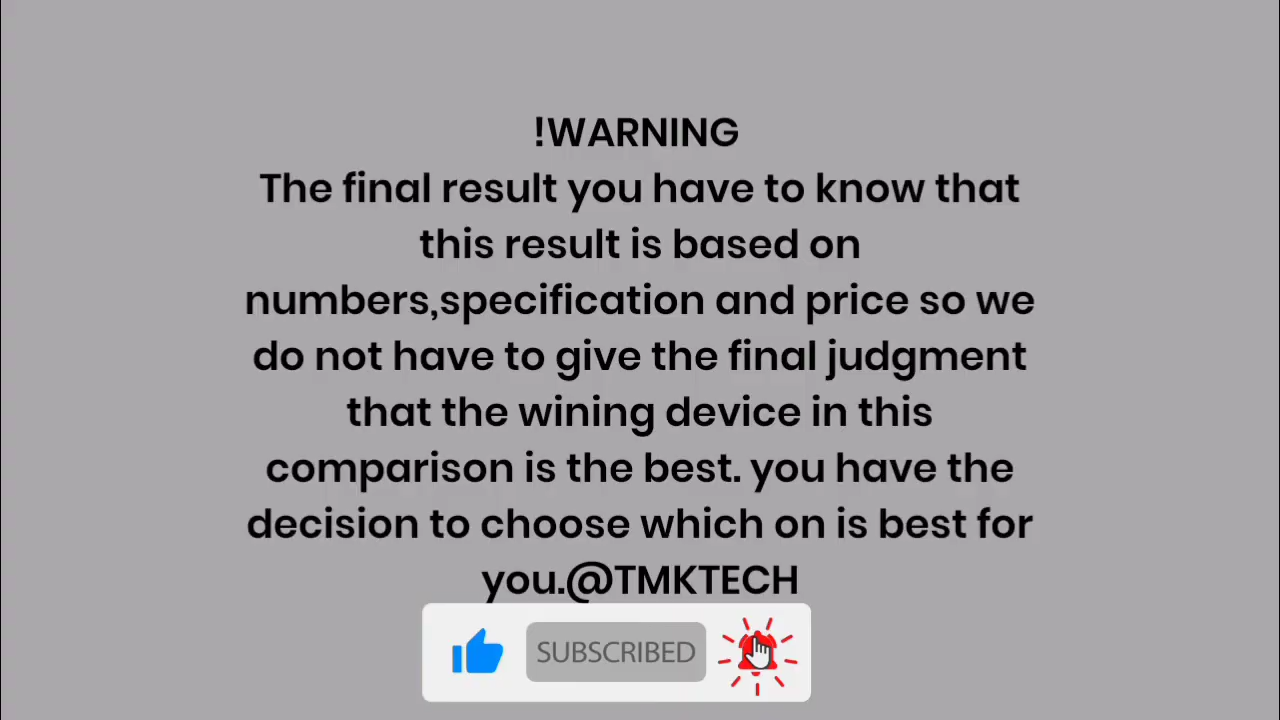 !WARNING
The final result you have to know that
this result is based on
numbers,specification and price so we
do not have to give the final judgment
that the wining device in this
comparison is the best. you have the
decision to choose which on is best for
you.@TMKTECH
SUBSCRIBED